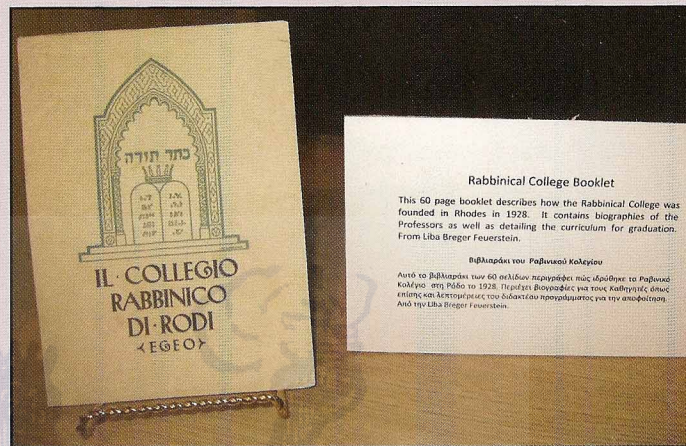 כתר תורה
IL · COLLEGIO
RABBINICO
DI · RODI
<EGEO>
Rabbinical College Booklet
This 60 page booklet describes how the Rabbinical College was
founded in Rhodes in 1928. It contains biographies of the
Professors as well as detailing the curriculum for graduation.
From Liba Breger Feuerstein.
Βιβλιαράκι του Ραβινικού Κολεγίου
Αυτό το βιβλιαράκι των 60 σελίδων περιγράφει πώς ιδρύθηκε το Ραβινικό
Κολέγιο στη Ρόδο το 1928. Περιέχει βιογραφίες για τους Καθηγητές όπως
επίσης και λεπτομέρειες του διδακτέου προγράμματος για την αποφοίτηση.
Από την Liba Breger Feuerstein.